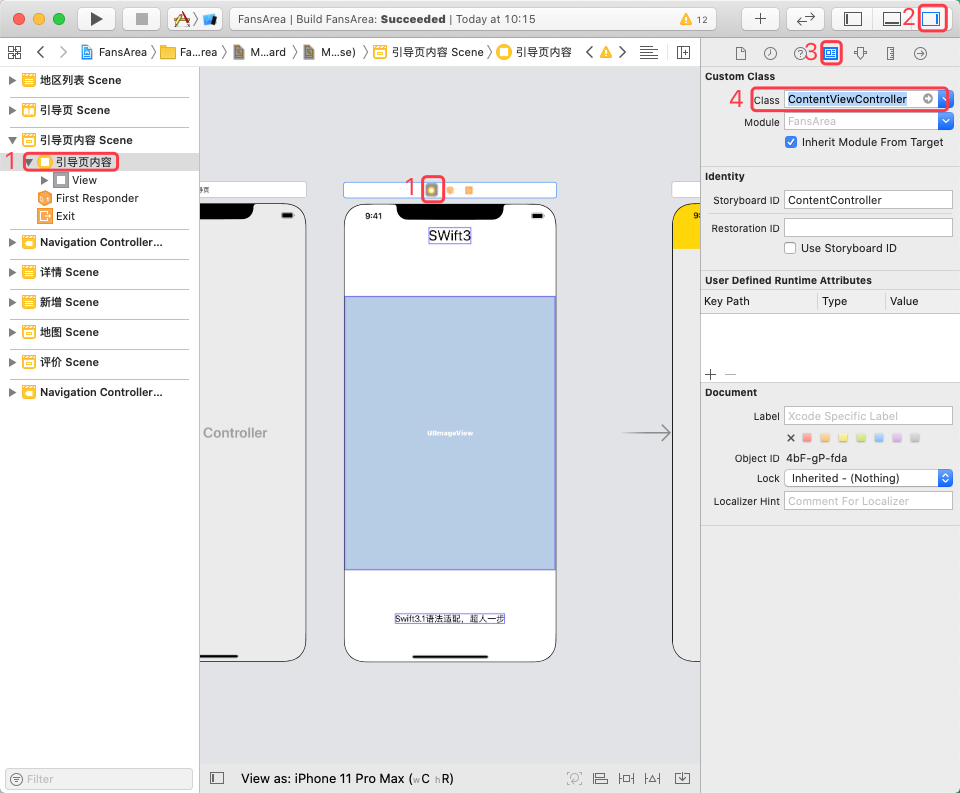 FansArea | Build FansArea: Succeeded | Today at 10:15
12
2
FansArea
Fa...rea
M...ard
M...se)
引导页内容 Scene
引导页内容
3
地区列表 Scene
引导页 Scene
引导页内容 Scene
1
引导页内容
View
First Responder
Exit
Navigation Controller...
详情 Scene
新增 Scene
地图 Scene
评价 Scene
Navigation Controller...
Filter
导页
Controller
1
9:41
SWift3
UIImageView
Swift3.1语法适配，超人一步
View as: iPhone 11 Pro Max (wC hR)
Custom Class
4
Class ContentViewController
Module FansArea
Inherit Module From Target
Identity
Storyboard ID ContentController
Restoration ID
Use Storyboard ID
User Defined Runtime Attributes
Key Path Type Value
Document
Label Xcode Specific Label
Object ID 4bF-gP-fda
Lock Inherited - (Nothing)
Localizer Hint Comment For Localizer